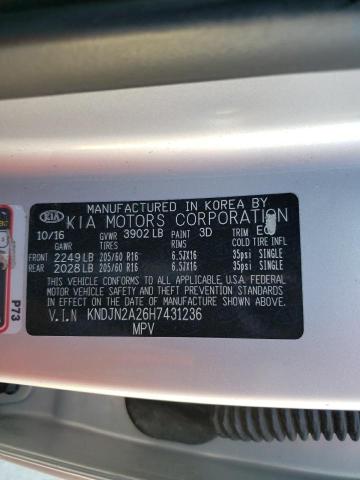 MANUFACTURED IN KOREA BY
KIA KIA MOTORS CORPORATION
10/16 GVWR 3902 LB PAINT 3D TRIM
GAWR TIRES RIMS COLD TIRE INFL
FRONT 2249 LB 205/60 R16 6.5JX16 35psi SINGLE
REAR 2028 LB 205/60 R16 6.5JX16 35psi SINGLE
THIS VEHICLE CONFORMS TO ALL APPLICABLE, U.S.A. FEDERAL
MOTOR VEHICLE SAFETY AND THEFT PREVENTION STANDARDS
IN EFFECT ON THE DATE OF MANUFACTURE SHOWN ABOVE.
V.I.N KNDJN2A26H7431236
MPV
P73